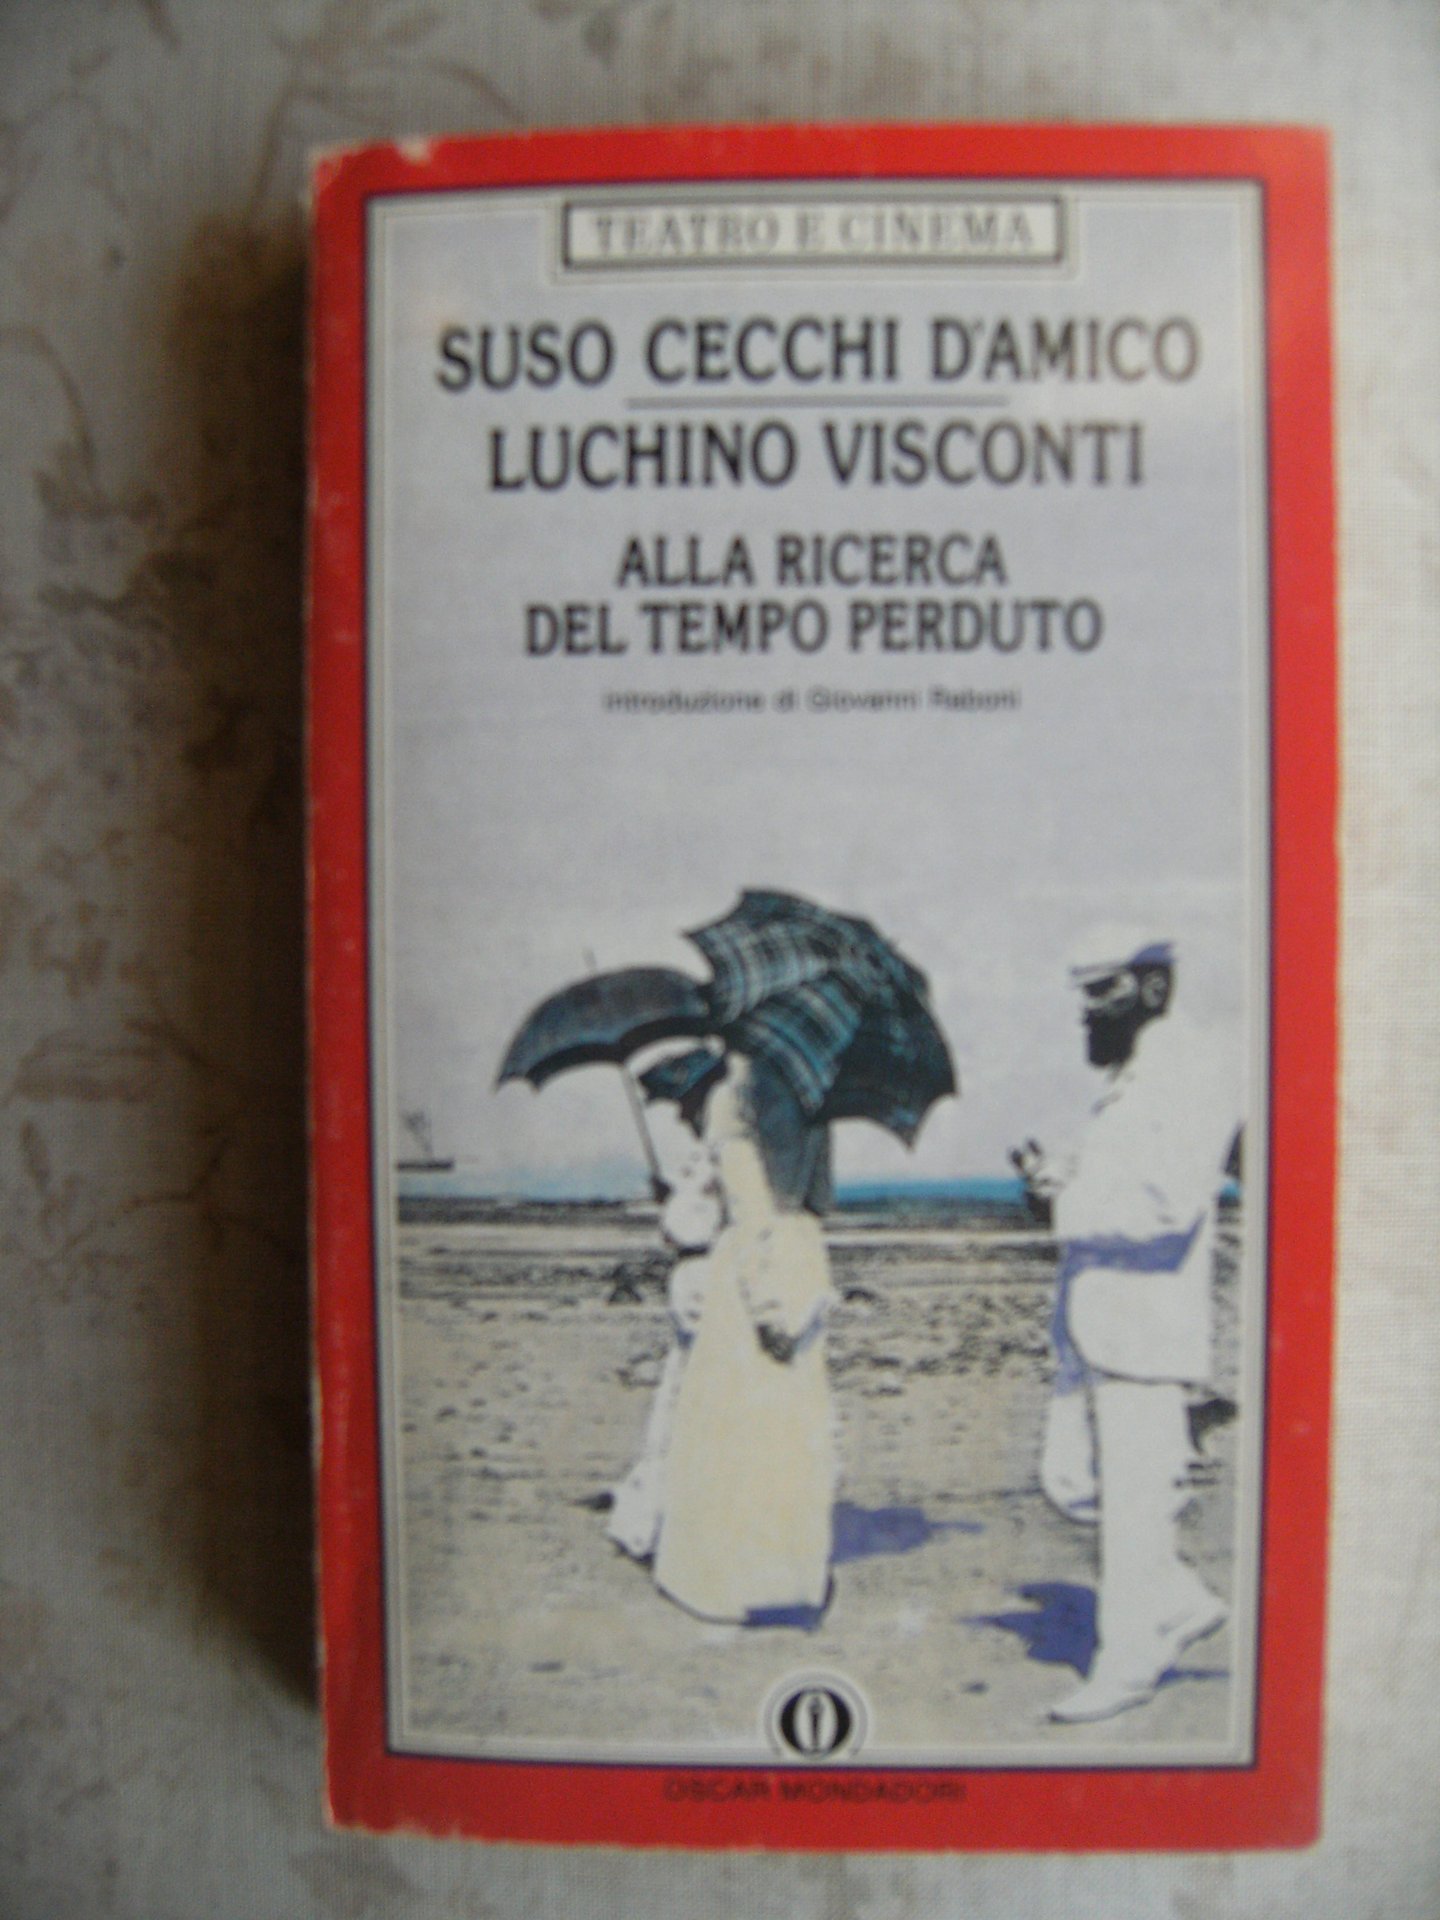 TEATRO E CINEMA
SUSO CECCHI D'AMICO
LUCHINO VISCONTI
ALLA RICERCA
DEL TEMPO PERDUTO
Introduzione di Giovanni Raboni
OSCAR MONDADORI